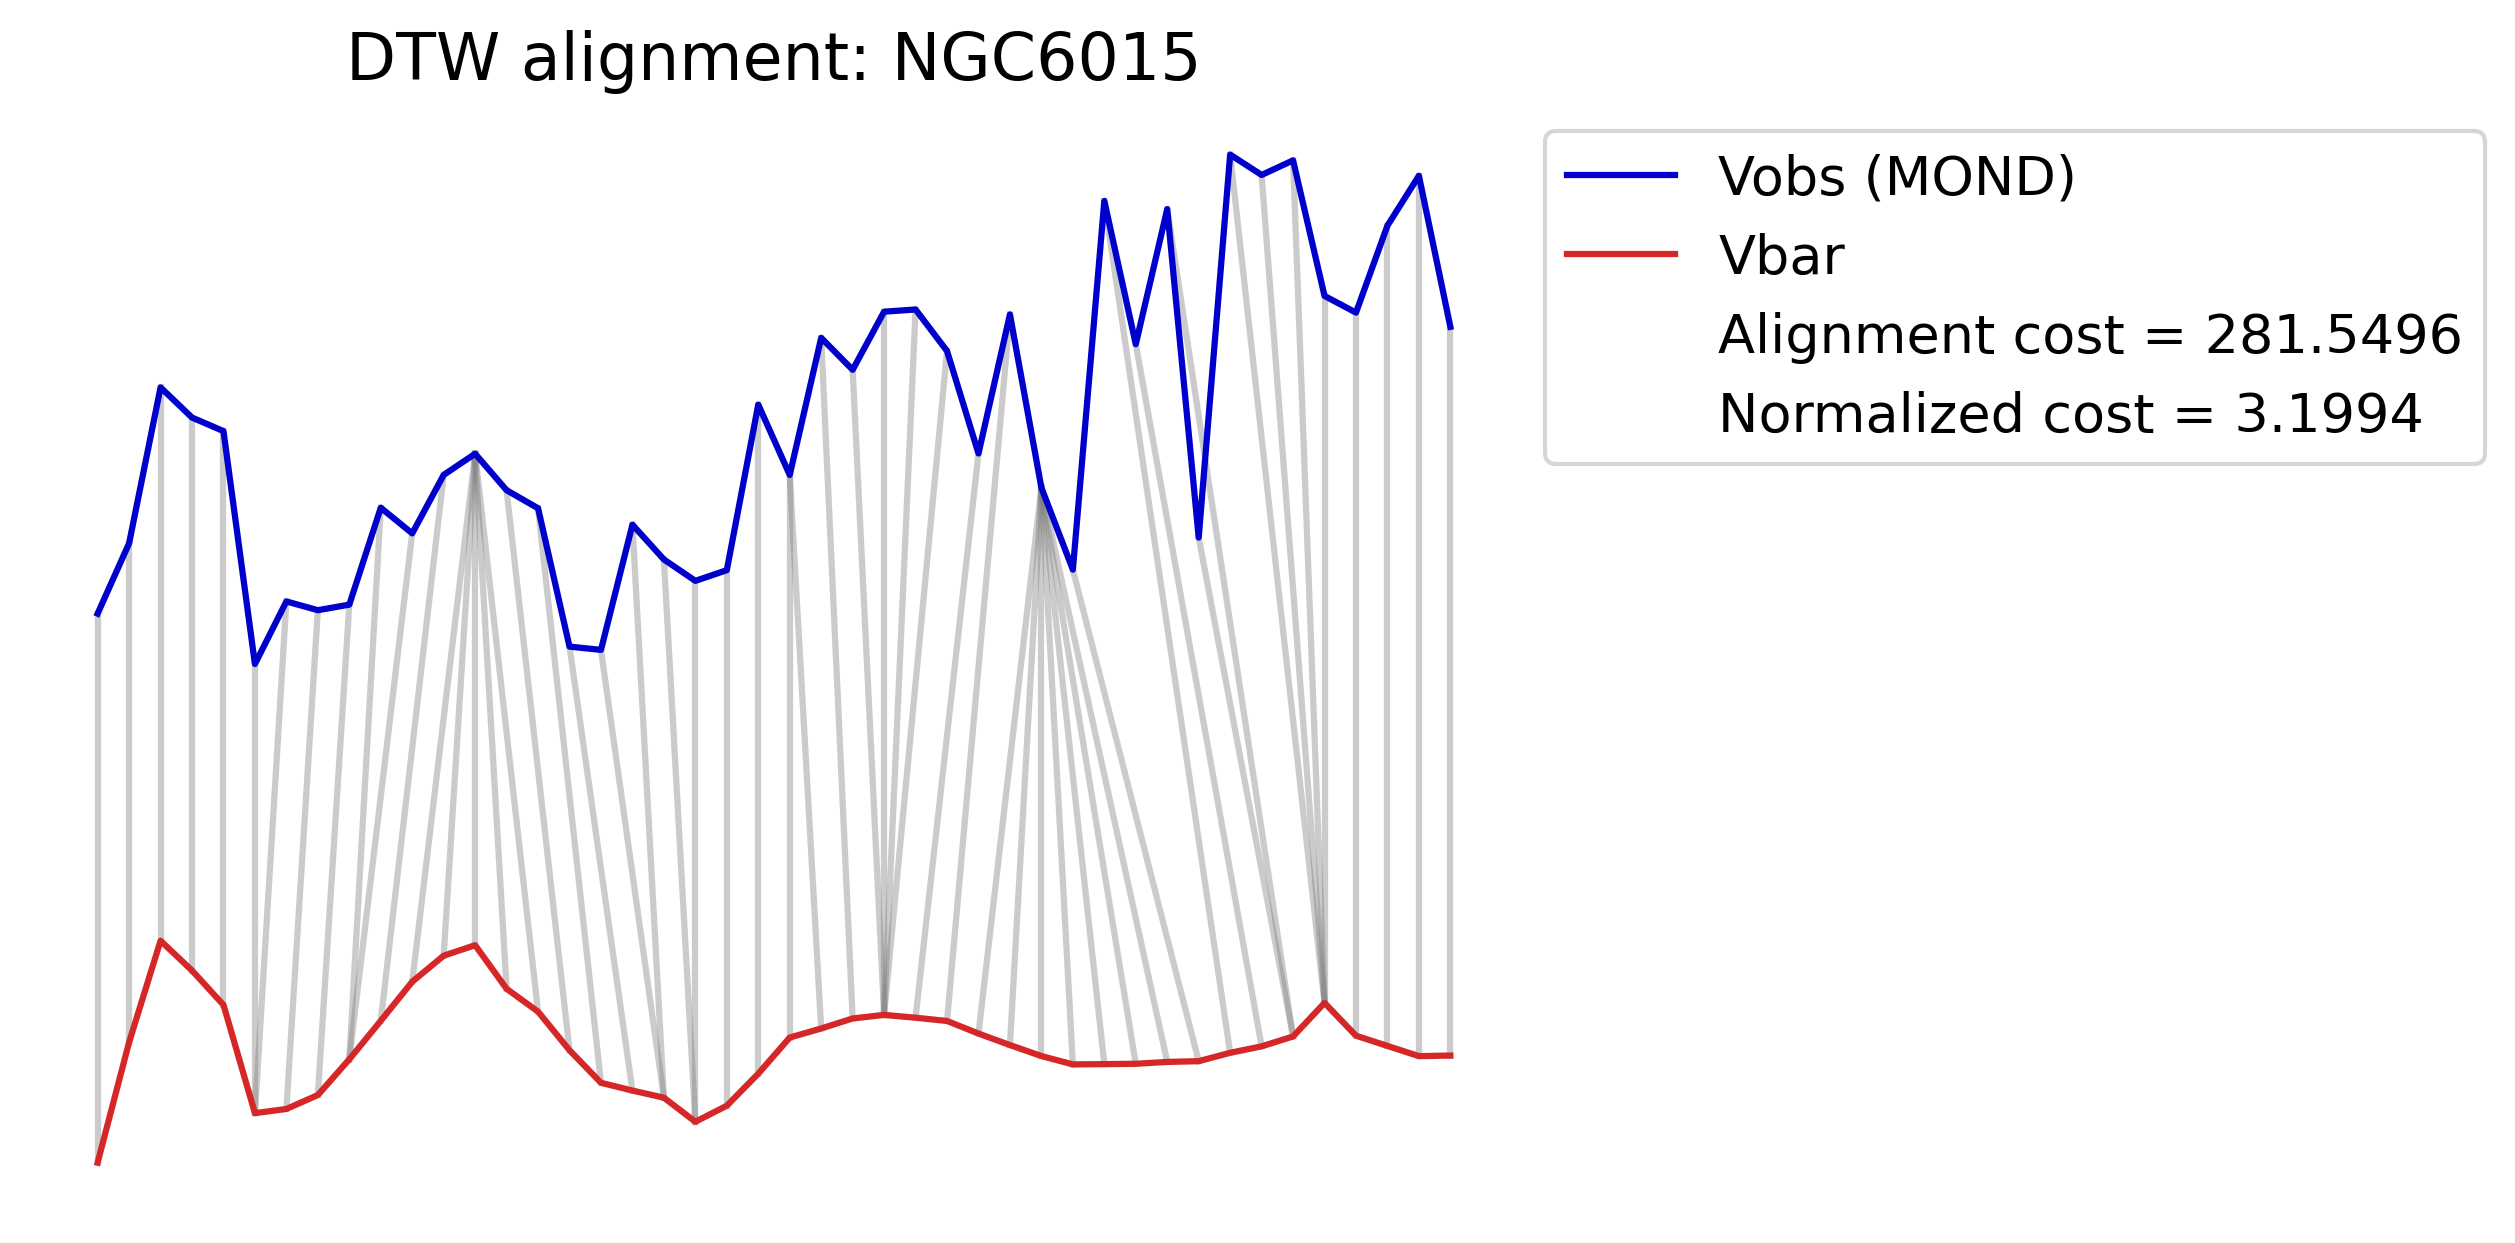 DTW alignment: NGC6015
Vobs (MOND)
Vbar
Alignment cost = 281.5496
Normalized cost = 3.1994